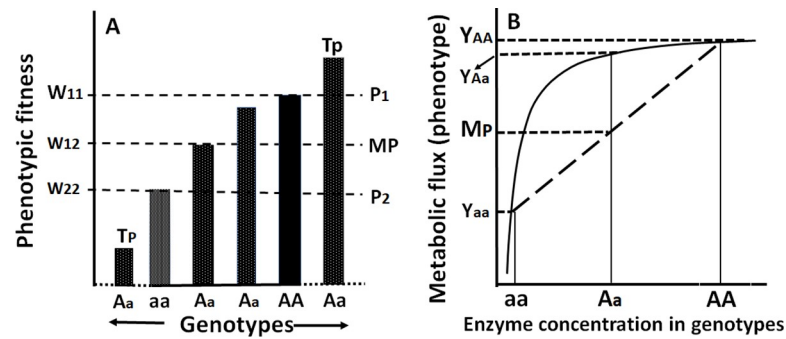 A
Phenotypic fitness
W11
W12
W22
P1
MP
P2
TP
Tp
Aa aa Aa Aa AA Aa
Genotypes
B
Metabolic flux (phenotype)
YAA
YAa
MP
Yaa
aa Aa AA
Enzyme concentration in genotypes